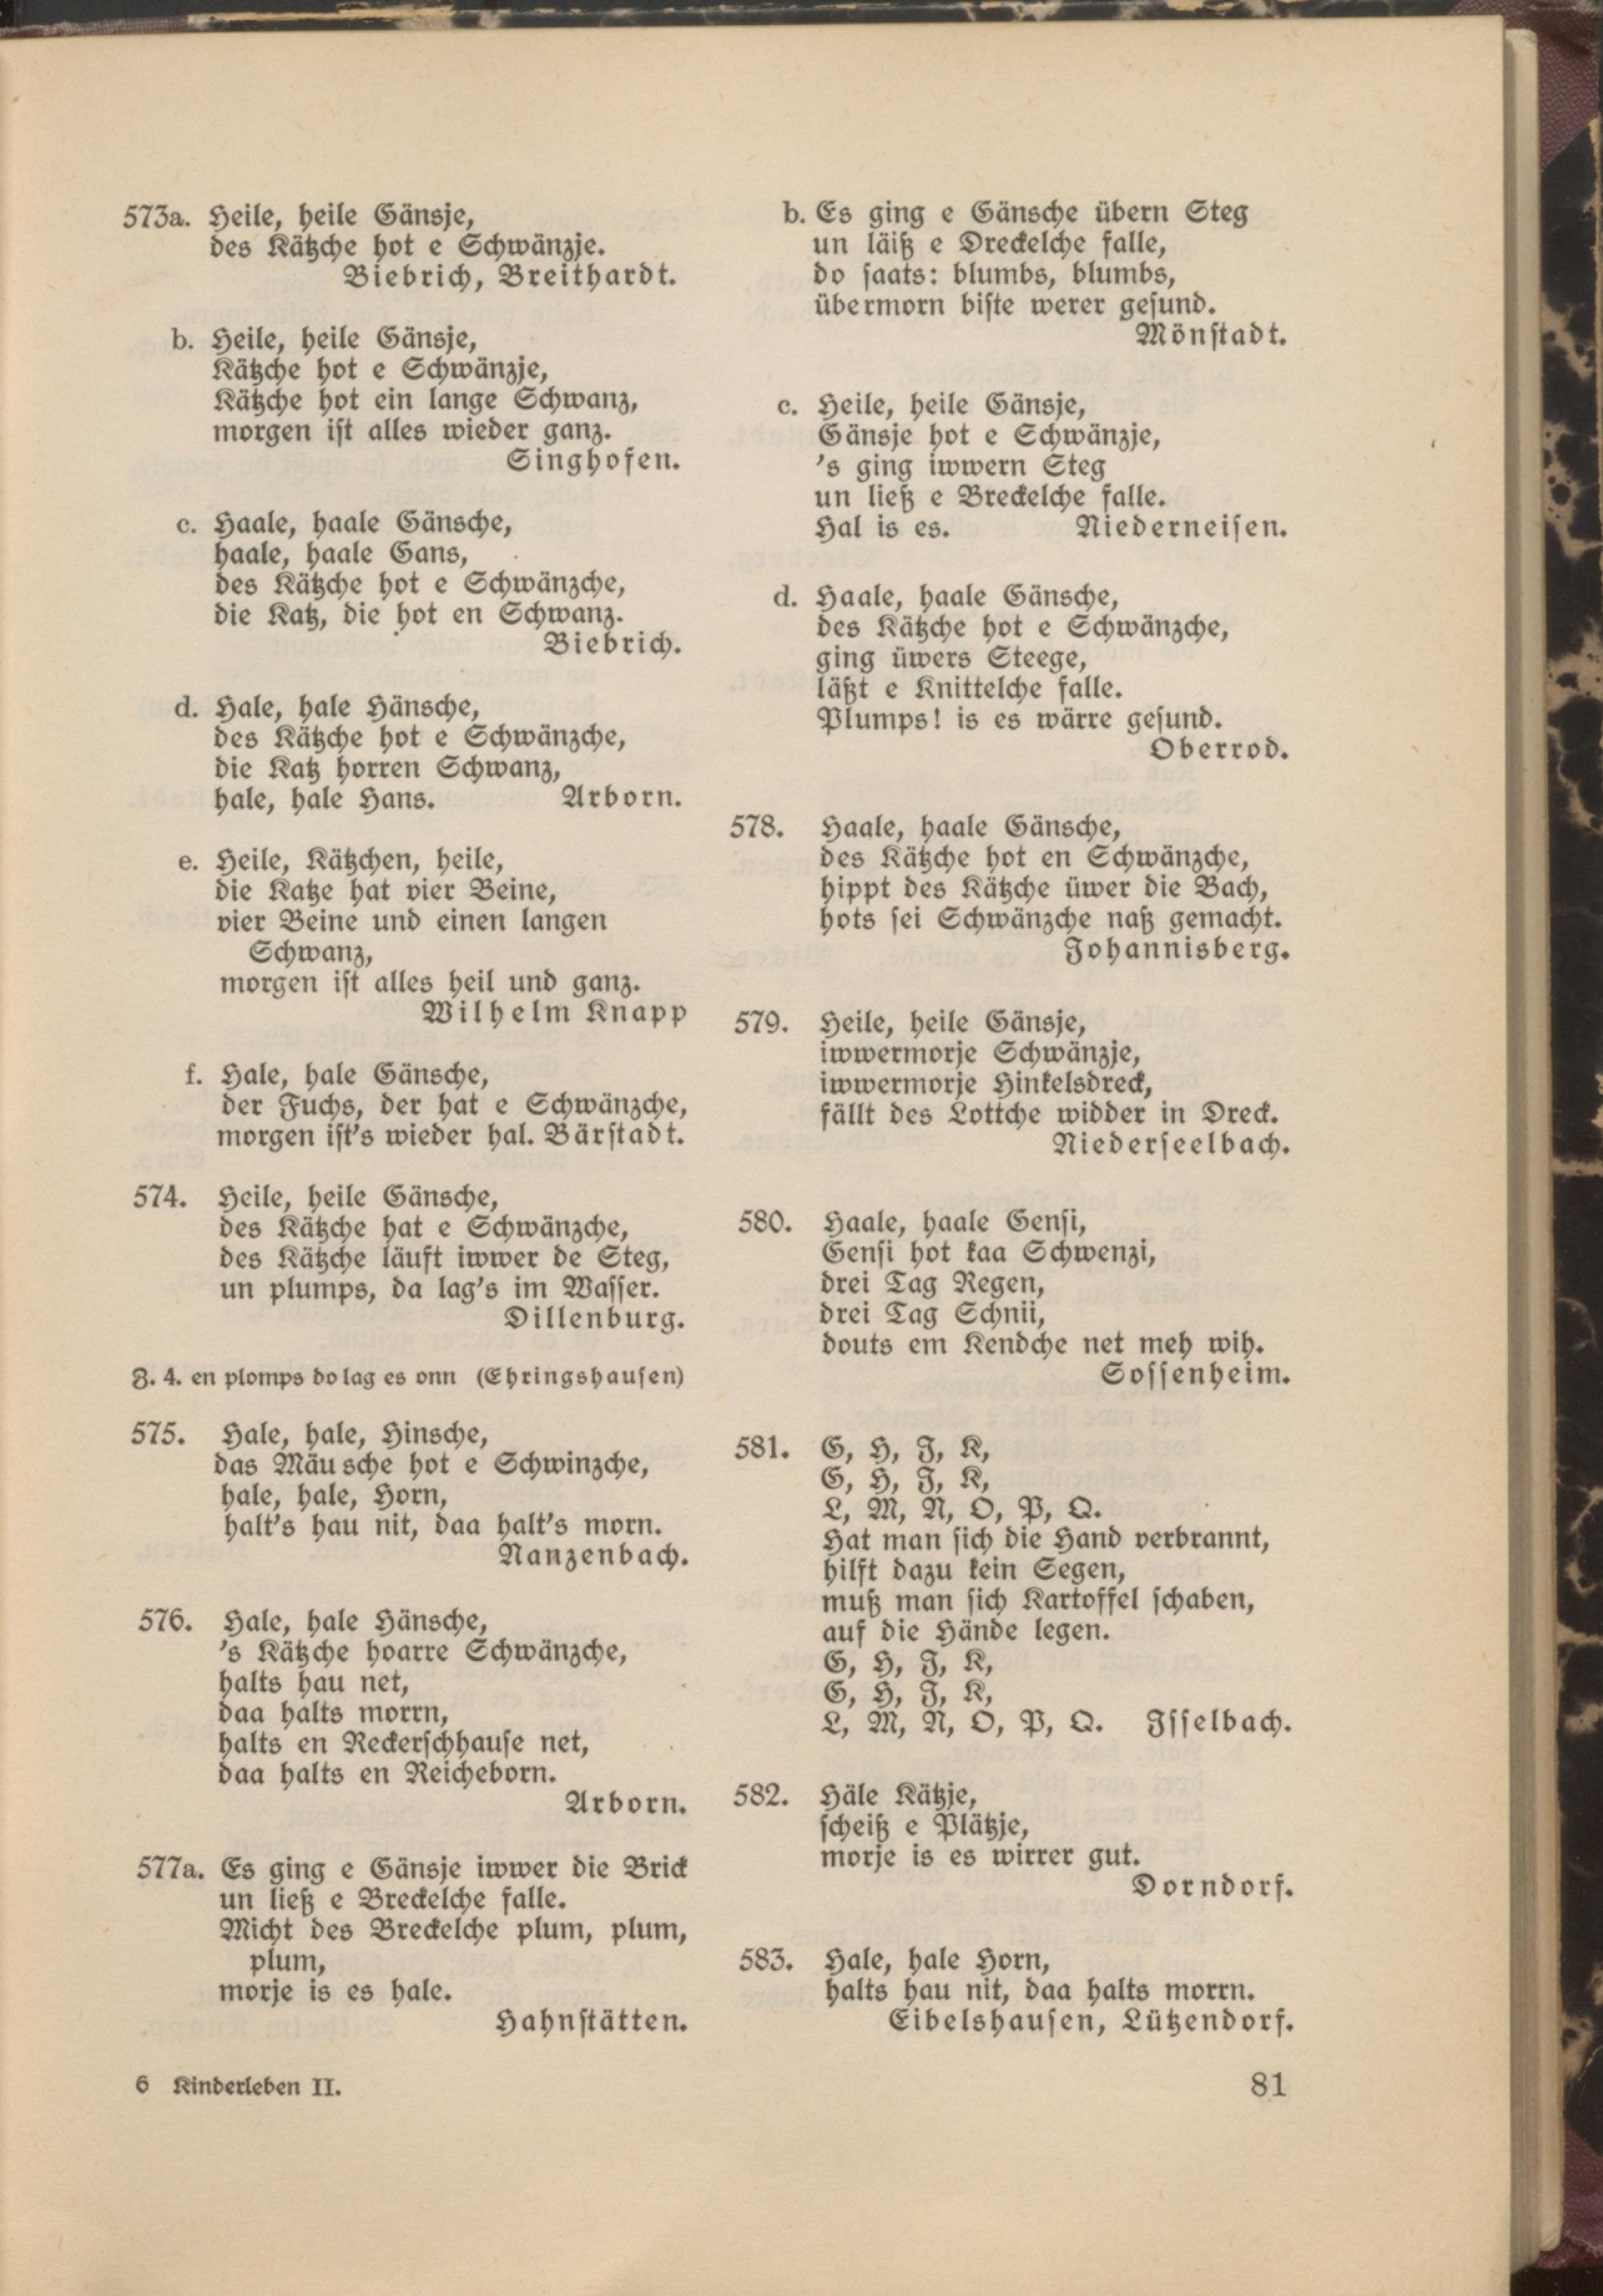 573a. Heile, heile Gänsje,
des Kätzche hot e Schwänzje.
Biebrich, Breithardt.
b. Heile, heile Gänsje,
Kätzche hot e Schwänzje,
Kätzche hot ein lange Schwanz,
morgen ist alles wieder ganz.
Singhofen.
c. Haale, haale Gänsche,
haale, haale Gans,
des Kätzche hot e Schwänzche,
die Katz, die hot en Schwanz.
Biebrich.
d. Hale, hale Hänsche,
des Kätzche hot e Schwänzche,
die Katz horren Schwanz,
hale, hale Hans. Arborn.
e. Heile, Kätzchen, heile,
die Katze hat vier Beine,
vier Beine und einen langen
Schwanz,
morgen ist alles heil und ganz.
Wilhelm Knapp
f. Hale, hale Gänsche,
der Fuchs, der hat e Schwänzche,
morgen ist's wieder hal. Bärstadt.
574. Heile, heile Gänsche,
des Kätzche hat e Schwänzche,
des Kätzche läuft iwwer de Steg,
un plumps, da lag's im Wasser.
Dillenburg.
Z. 4. en plomps do lag es onn (Ehringshausen)
575. Hale, hale, Hinsche,
das Mäusche hot e Schwinzche,
hale, hale, Horn,
halt's hau nit, daa halt's morn.
Nanzenbach.
576. Hale, hale Hänsche,
's Kätzche hoarre Schwänzche,
halts hau net,
daa halts morrn,
halts en Reckerschhause net,
daa halts en Reicheborn.
Arborn.
577a. Es ging e Gänsje iwwer die Brick
un ließ e Breckelche falle.
Micht des Breckelche plum, plum,
plum,
morje is es hale.
Hahnstätten.
6 Kinderleben II.
b. Es ging e Gänsche übern Steg
un läiß e Dreckelche falle,
do saats: blumbs, blumbs,
übermorn biste werer gesund.
Mönstadt.
c. Heile, heile Gänsje,
Gänsje hot e Schwänzje,
's ging iwwern Steg
un ließ e Breckelche falle.
Hal is es. Niederneisen.
d. Haale, haale Gänsche,
des Kätzche hot e Schwänzche,
ging üwers Steege,
läßt e Knittelche falle.
Plumps! is es wärre gesund.
Oberrod.
578. Haale, haale Gänsche,
des Kätzche hot en Schwänzche,
hippt des Kätzche üwer die Bach,
hots sei Schwänzche naß gemacht.
Johannisberg.
579. Heile, heile Gänsje,
iwwermorje Schwänzje,
iwwermorje Hinkelsdreck,
fällt des Lottche widder in Dreck.
Niederseelbach.
580. Haale, haale Gensi,
Gensi hot kaa Schwenzi,
drei Tag Regen,
drei Tag Schnii,
douts em Kendche net meh wih.
Sossenheim.
581. G, H, J, K,
G, H, J, K,
L, M, N, O, P, Q.
Hat man sich die Hand verbrannt,
hilft dazu kein Segen,
muß man sich Kartoffel schaben,
auf die Hände legen.
G, H, J, K,
G, H, J, K,
L, M, N, O, P, Q. Isselbach.
582. Häle Kätzje,
scheiß e Plätzje,
morje is es wirrer gut.
Dorndorf.
583. Hale, hale Horn,
halts hau nit, daa halts morrn.
Eibelshausen, Lützendorf.
81